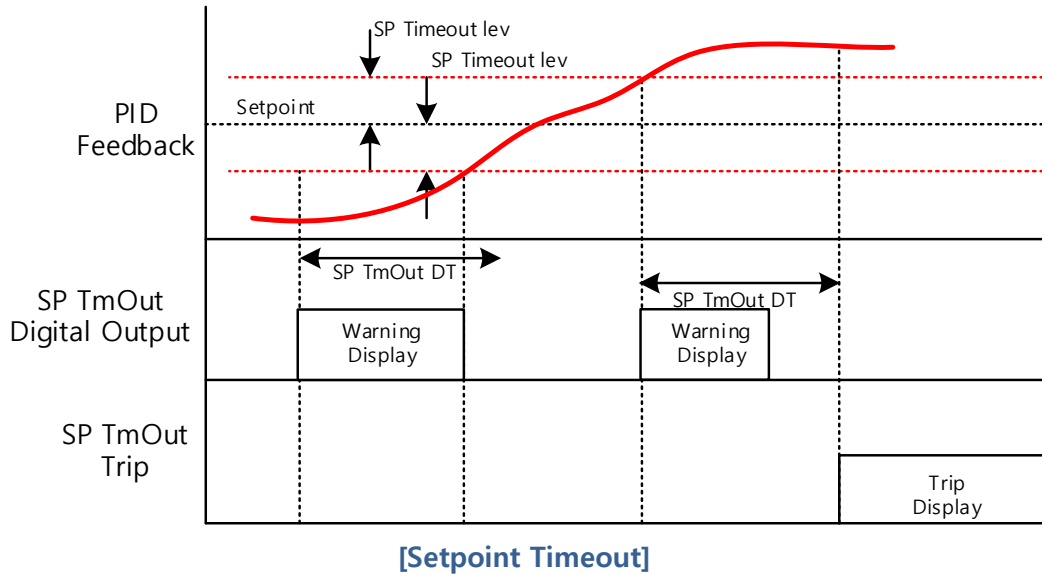 SP Timeout lev
SP Timeout lev
Setpoint
PID
Feedback
SP TmOut DT
SP TmOut DT
SP TmOut
Digital Output
Warning
Display
Warning
Display
SP TmOut
Trip
Trip
Display
[Setpoint Timeout]